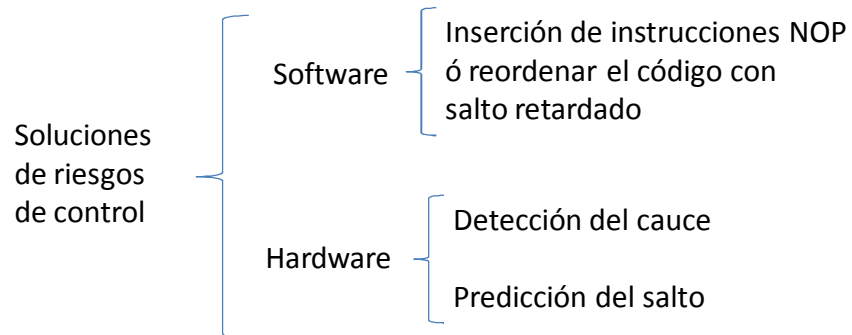 Soluciones
de riesgos
de control
Software
Inserción de instrucciones NOP
ó reordenar el código con
salto retardado
Hardware
Detección del cauce
Predicción del salto